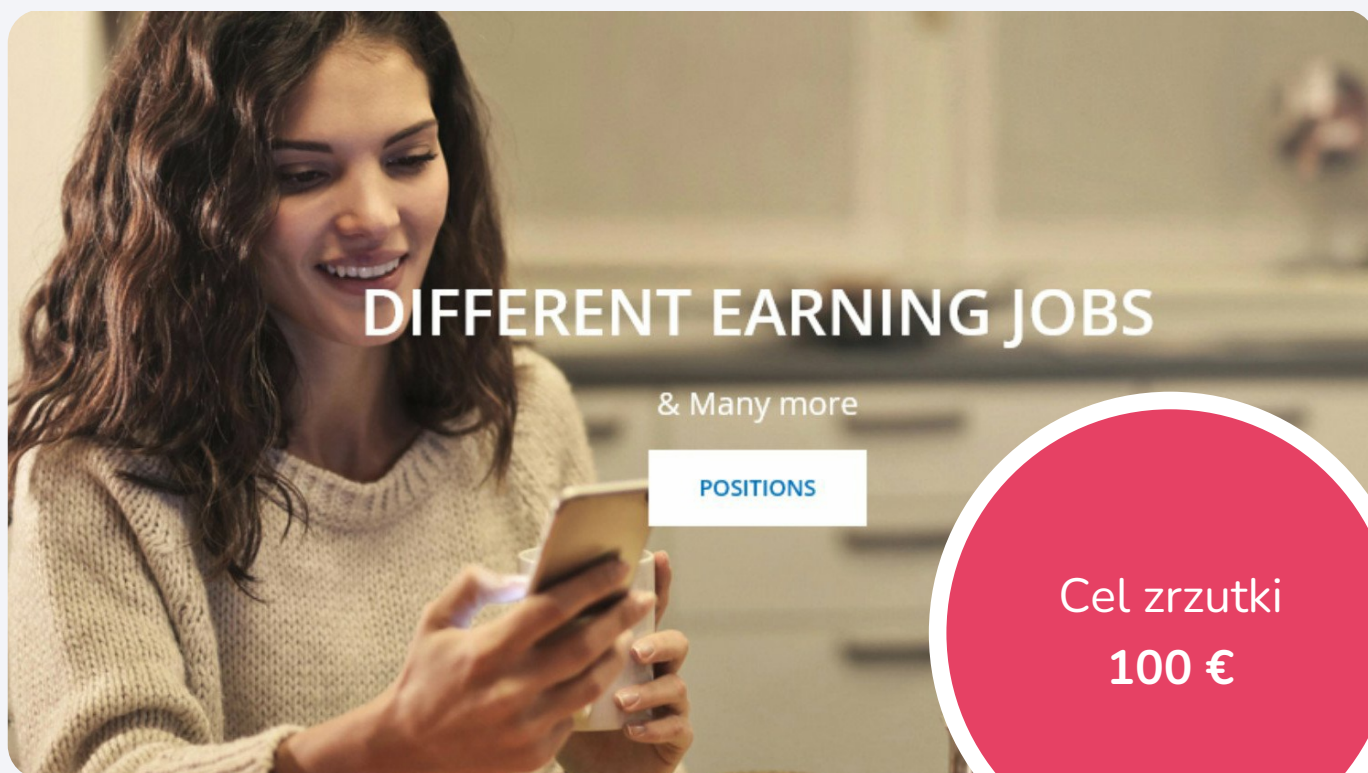 DIFFERENT EARNING JOBS
& Many more
POSITIONS
Cel zrzutki
100 €